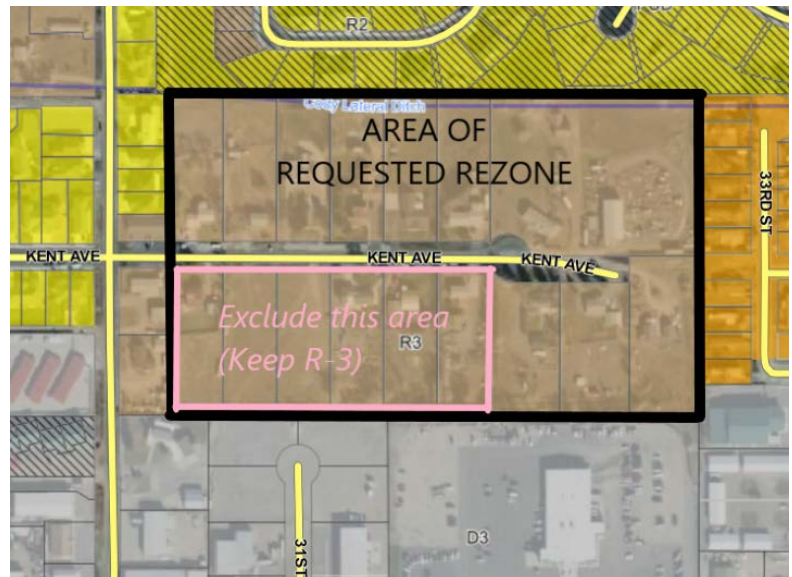 R2
Cozy Lateral Ditch
AREA OF
REQUESTED REZONE
33RD ST
KENT AVE
KENT AVE
KENT AVE
Exclude this area
R3
(Keep R-3)
31ST
D3